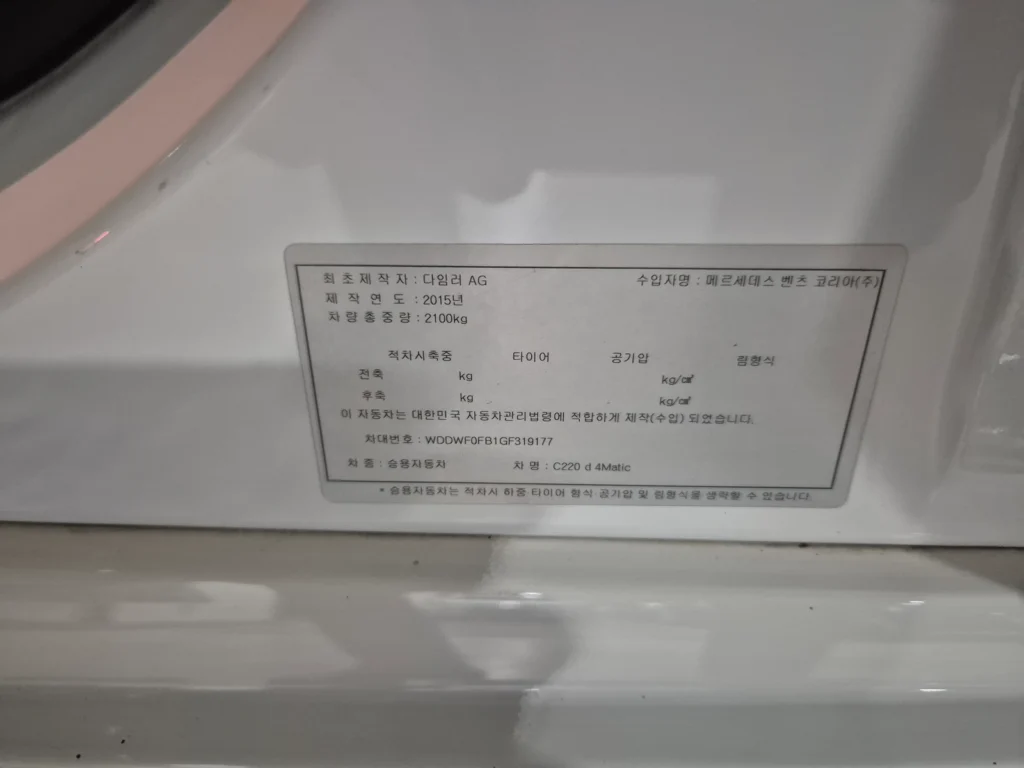 최초제작자 : 다임러 AG 수입자명 : 메르세데스 벤츠 코리아(주)
제 작 연 도 : 2015년
차량총중량 : 2100kg
적차시축중 타이어 공기압 림형식
전축 kg kg/㎠
후축 kg kg/㎠
이 자동차는 대한민국 자동차관리법령에 적합하게 제작(수입) 되었습니다.
차대번호 : WDDWF0FB1GF319177
차 종 : 승용자동차 차 명 : C220 d 4Matic
* 승용자동차는 적차시 하중 타이어 형식 공기압 및 림형식을 생략할 수 있습니다.